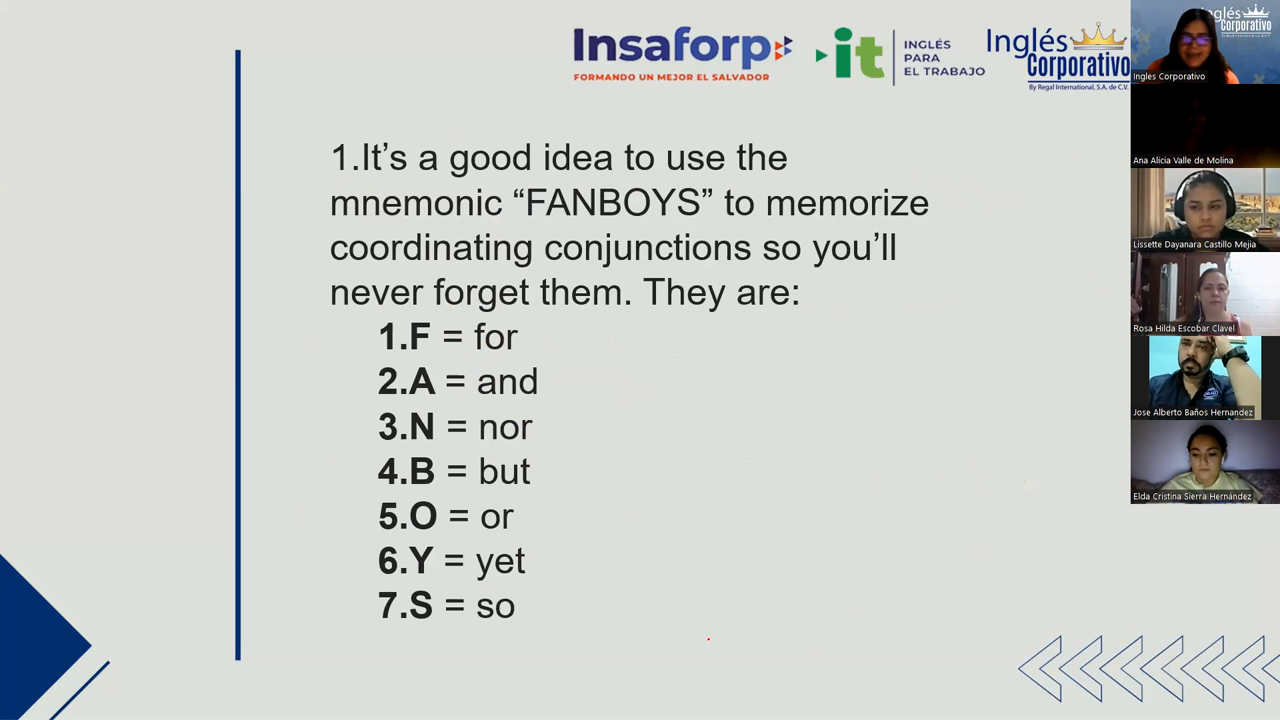 Insaforp
FORMANDO UN MEJOR EL SALVADOR
it
INGLÉS
PARA
EL TRABAJO
Inglés
Corporativo
By Regal International, S.A. de C.V.
1.It’s a good idea to use the
mnemonic “FANBOYS” to memorize
coordinating conjunctions so you’ll
never forget them. They are:
1.F = for
2.A = and
3.N = nor
4.B = but
5.O = or
6.Y = yet
7.S = so
Inglés
Corporativo
Ingles Corporativo
Ana Alicia Valle de Molina
Lissette Dayanara Castillo Mejia
Rosa Hilda Escobar Clavel
Jose Alberto Baños Hernandez
Elda Cristina Sierra Hernández